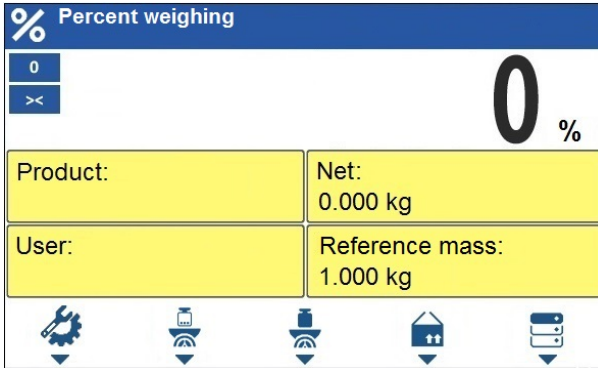 % Percent weighing
0
><
0 %
Product:
Net:
0.000 kg
User:
Reference mass:
1.000 kg